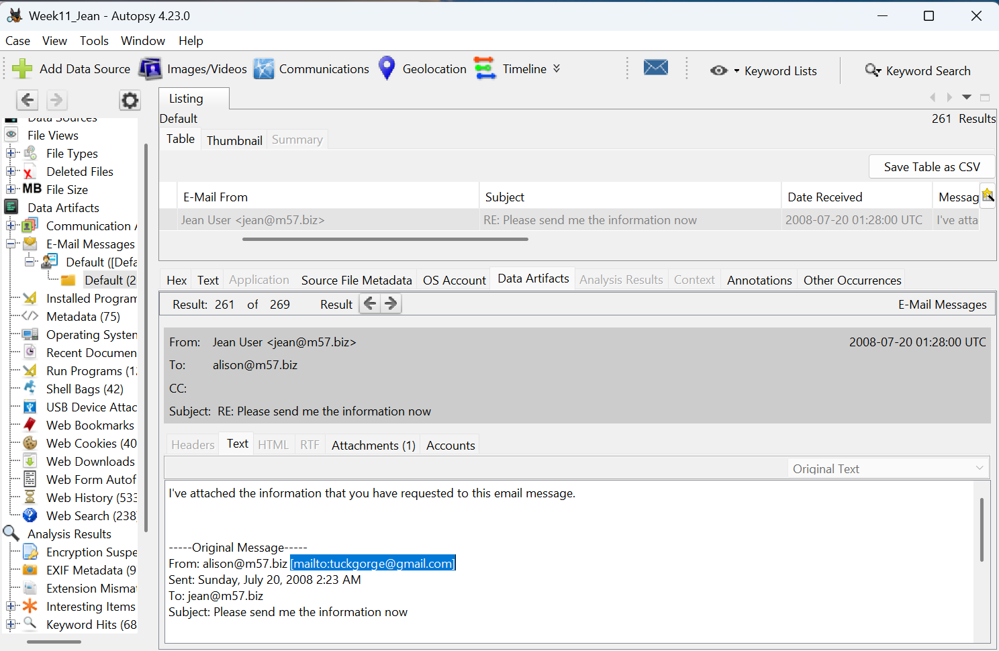 Week11_Jean - Autopsy 4.23.0
Case View Tools Window Help
Add Data Source Images/Videos Communications Geolocation Timeline Keyword Lists Keyword Search
Data Sources
File Views
File Types
Deleted Files
MB File Size
Data Artifacts
Communication A
E-Mail Messages
Default ([Defa
Default (2
Installed Program
Metadata (75)
Operating System
Recent Documen
Run Programs (12
Shell Bags (42)
USB Device Attac
Web Bookmarks
Web Cookies (40
Web Downloads
Web Form Autof
Web History (533
Web Search (238
Analysis Results
Encryption Suspe
EXIF Metadata (9
Extension Misma
Interesting Items
Keyword Hits (68
Listing
Default 261 Results
Table Thumbnail Summary
Save Table as CSV
E-Mail From Subject Date Received Messag
Jean User <jean@m57.biz> RE: Please send me the information now 2008-07-20 01:28:00 UTC I've atta
Hex Text Application Source File Metadata OS Account Data Artifacts Analysis Results Context Annotations Other Occurrences
Result: 261 of 269 Result E-Mail Messages
From: Jean User <jean@m57.biz> 2008-07-20 01:28:00 UTC
To: alison@m57.biz
CC:
Subject: RE: Please send me the information now
Headers Text HTML RTF Attachments (1) Accounts
Original Text
I've attached the information that you have requested to this email message.
-----Original Message-----
From: alison@m57.biz [mailto:tuckgorge@gmail.com]
Sent: Sunday, July 20, 2008 2:23 AM
To: jean@m57.biz
Subject: Please send me the information now